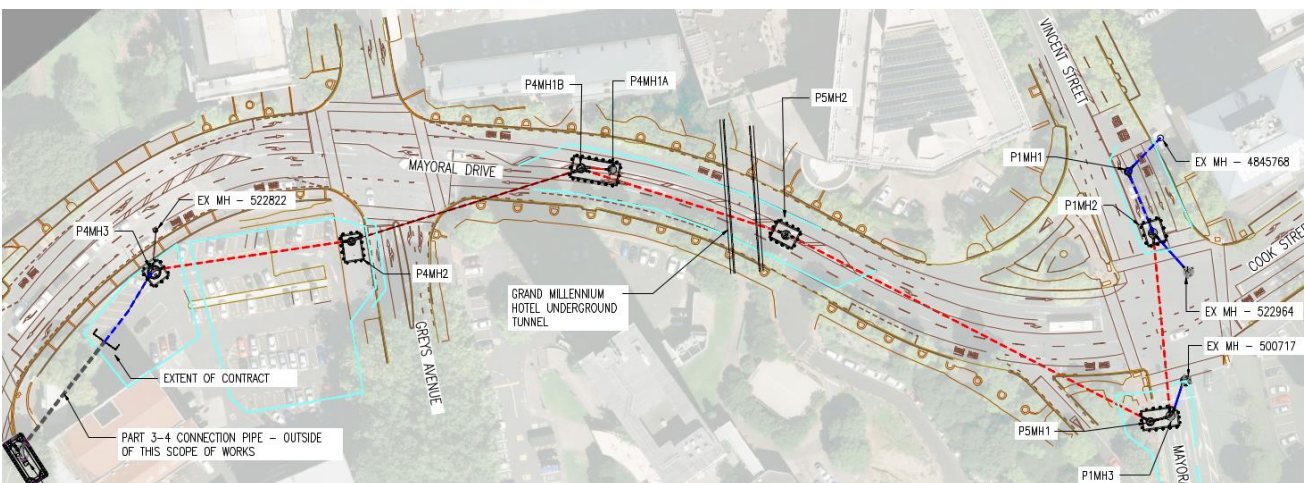 VINCENT STREET
P4MH1B
P4MH1A
P5MH2
MAYORAL DRIVE
P1MH1
EX MH - 4845768
EX MH - 522822
P1MH2
P4MH3
COOK STREET
P4MH2
GRAND MILLENNIUM
HOTEL UNDERGROUND
TUNNEL
EX MH - 522964
GREYS AVENUE
EX MH - 500717
EXTENT OF CONTRACT
PART 3-4 CONNECTION PIPE - OUTSIDE
OF THIS SCOPE OF WORKS
P5MH1
P1MH3